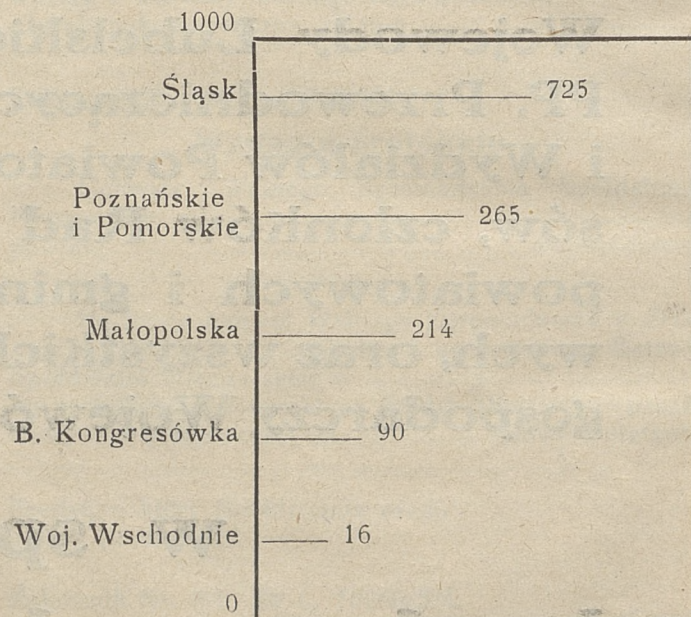 1000
Śląsk 725
Poznańskie
i Pomorskie 265
Małopolska 214
B. Kongresówka 90
Woj. Wschodnie 16
0